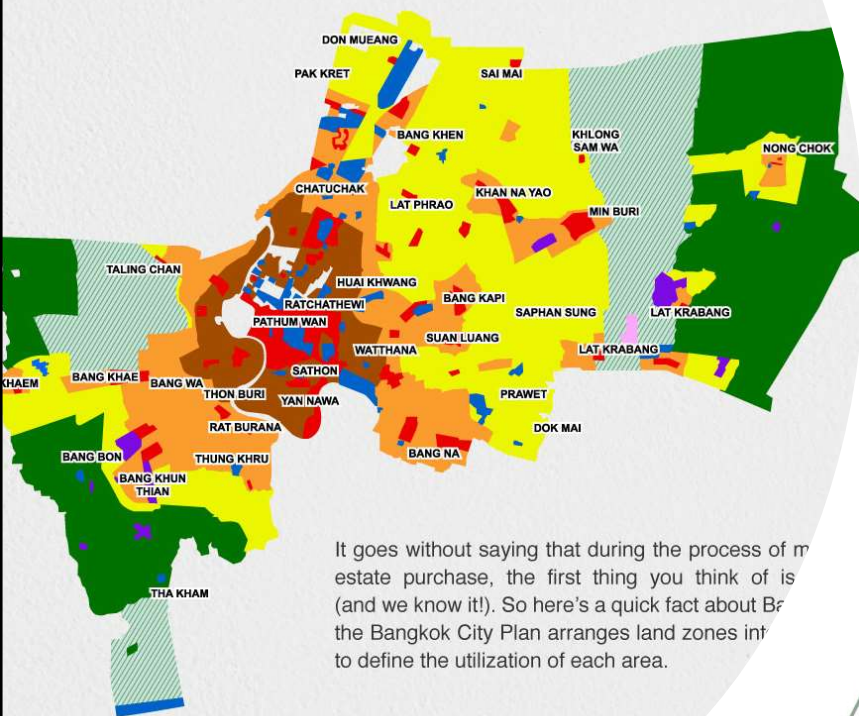 DON MUEANG
PAK KRET
SAI MAI
BANG KHEN
KHLONG
SAM WA
NONG CHOK
CHATUCHAK
LAT PHRAO
KHAN NA YAO
MIN BURI
TALING CHAN
HUAI KHWANG
RATCHATHEWI
BANG KAPI
SAPHAN SUNG
LAT KRABANG
PATHUM WAN
SUAN LUANG
WATTHANA
LAT KRABANG
SATHON
KHAEM
BANG KHAE
BANG WA
THON BURI
YAN NAWA
PRAWET
RAT BURANA
DOK MAI
BANG BON
THUNG KHRU
BANG NA
BANG KHUN
THIAN
THA KHAM
It goes without saying that during the process of
estate purchase, the first thing you think of is
(and we know it!). So here's a quick fact about
the Bangkok City Plan arranges land zones
to define the utilization of each area.